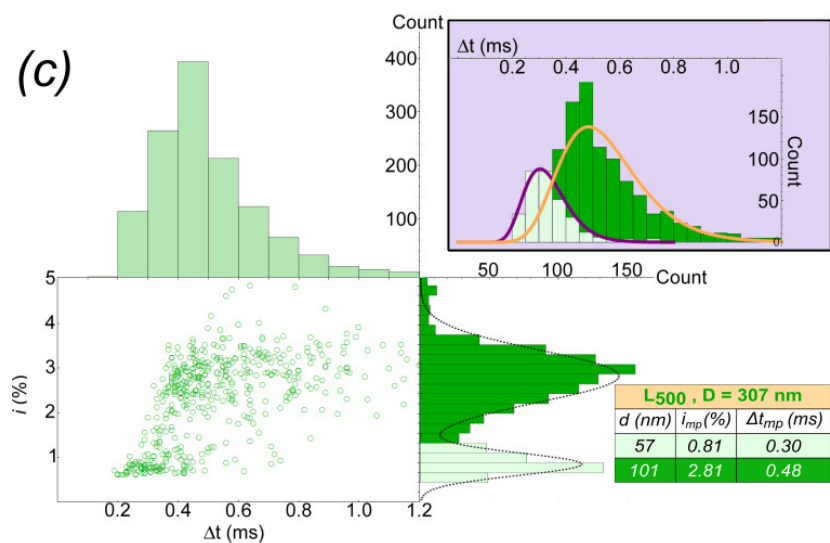 (c)
Count
400
300
200
100
Δt (ms)
0.2 0.4 0.6 0.8 1.0
150
100
50
0
Count
50 100 150 Count
5
4
3
2
1
i (%)
0.2 0.4 0.6 0.8 1.0 1.2
Δt (ms)
L500 , D = 307 nm
d (nm) imp(%) Δtmp (ms)
57 0.81 0.30
101 2.81 0.48